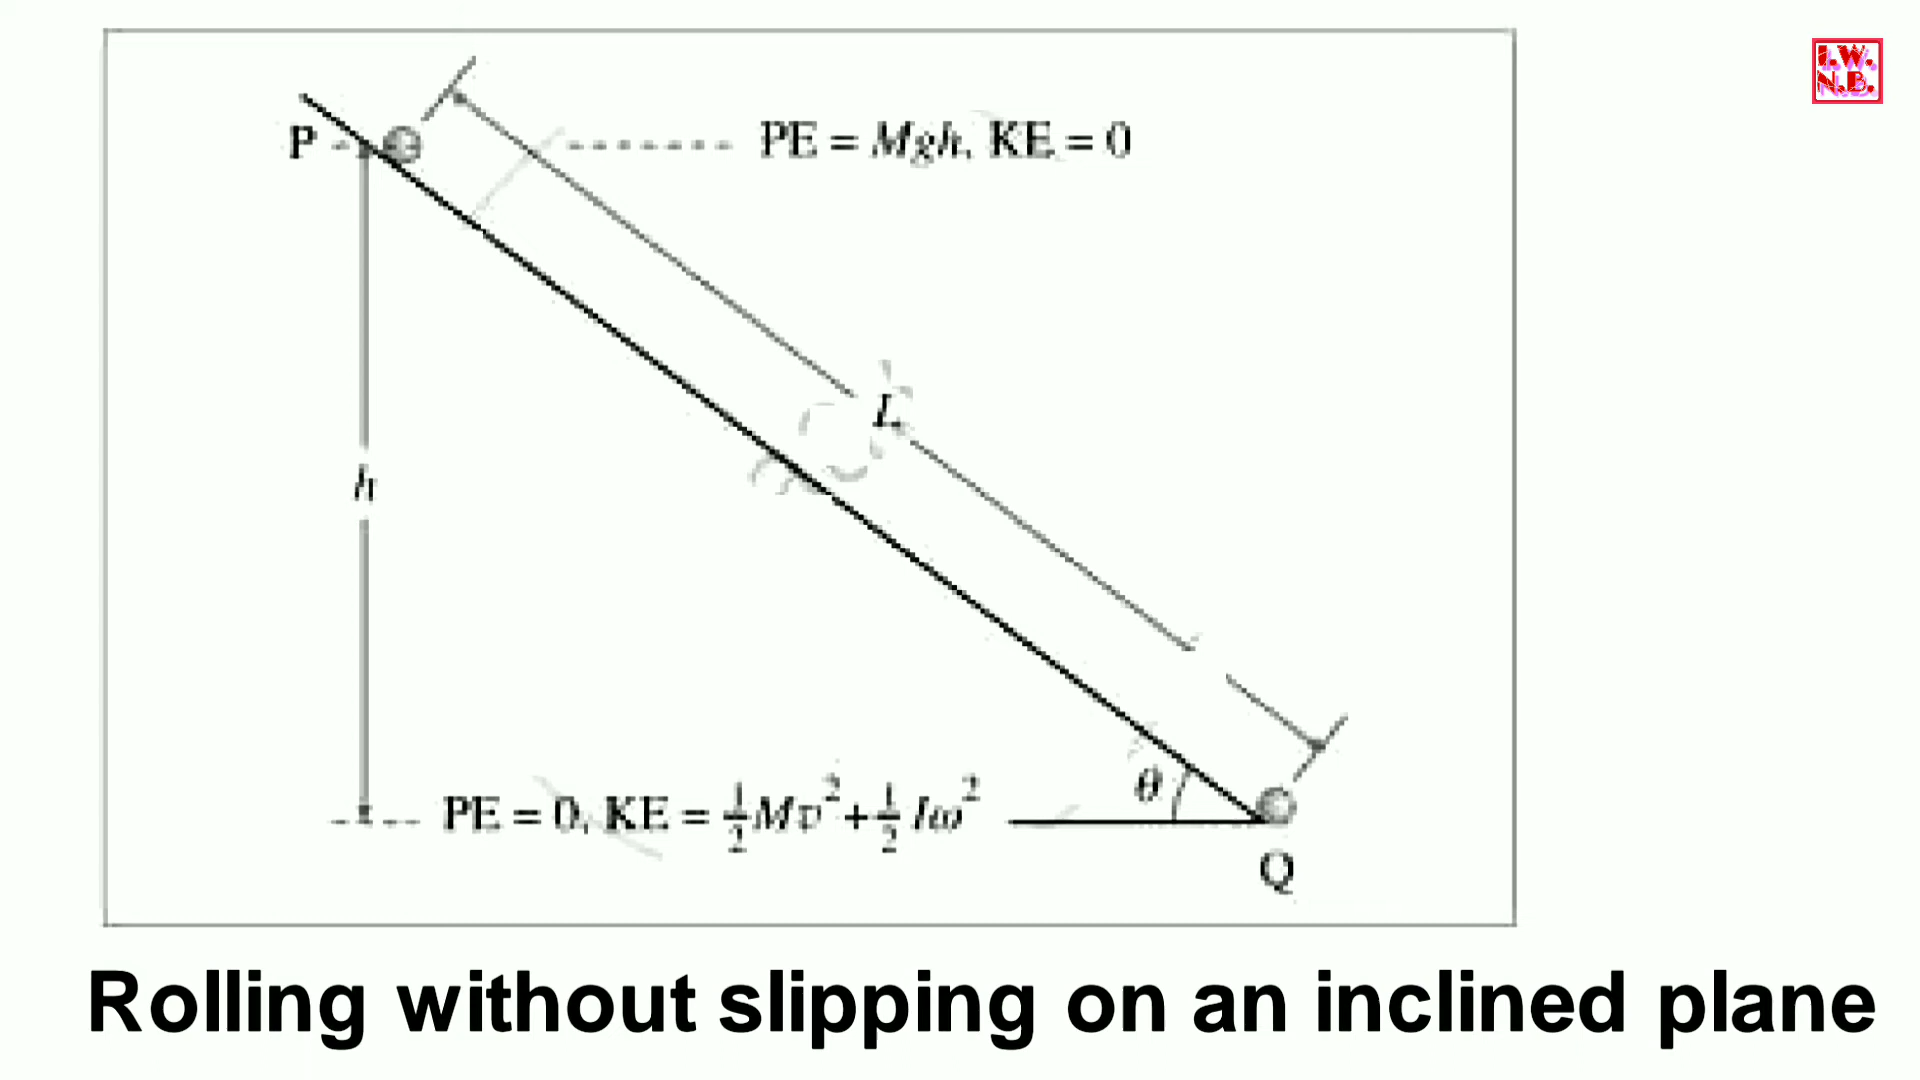 I.W.
N.B.
P
PE = Mgh, KE = 0
L
h
θ
PE = 0, KE = ½Mv² + ½Iω²
Q
Rolling without slipping on an inclined plane